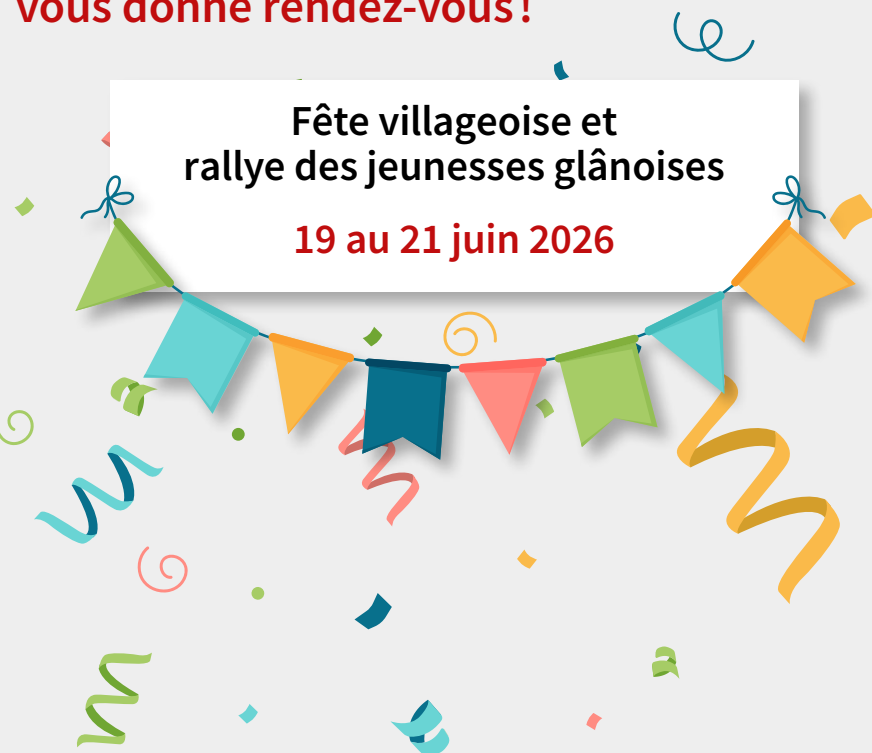 vous donne rendez-vous !
Fête villageoise et
rallye des jeunesses glânoises
19 au 21 juin 2026